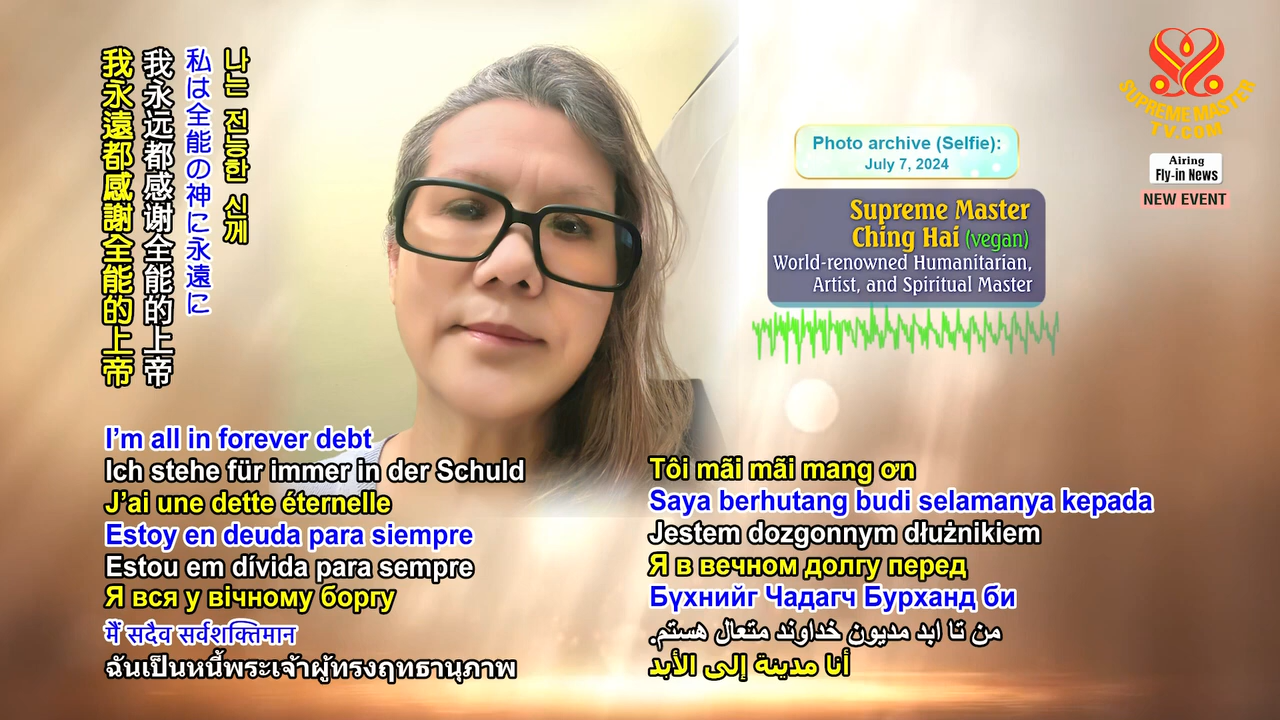 나는 전능한 신께
私は全能の神に永遠に
我永远都感谢全能的上帝
我永遠都感謝全能的上帝
SUPREME MASTER
TV.COM
Airing
Fly-in News
NEW EVENT
Photo archive (Selfie):
July 7, 2024
Supreme Master
Ching Hai (vegan)
World-renowned Humanitarian,
Artist, and Spiritual Master
I'm all in forever debt
Ich stehe für immer in der Schuld
J'ai une dette éternelle
Estoy en deuda para siempre
Estou em dívida para sempre
Я вся у вічному боргу
मैं सदैव सर्वशक्तिमान
ฉันเป็นหนี้พระเจ้าผู้ทรงฤทธานุภาพ
Tôi mãi mãi mang ơn
Saya berhutang budi selamanya kepada
Jestem dozgonnym dłużnikiem
Я в вечном долгу перед
Бүхнийг Чадагч Бурханд би
من تا ابد مدیون خداوند متعال هستم.
أنا مدينة إلى الأبد